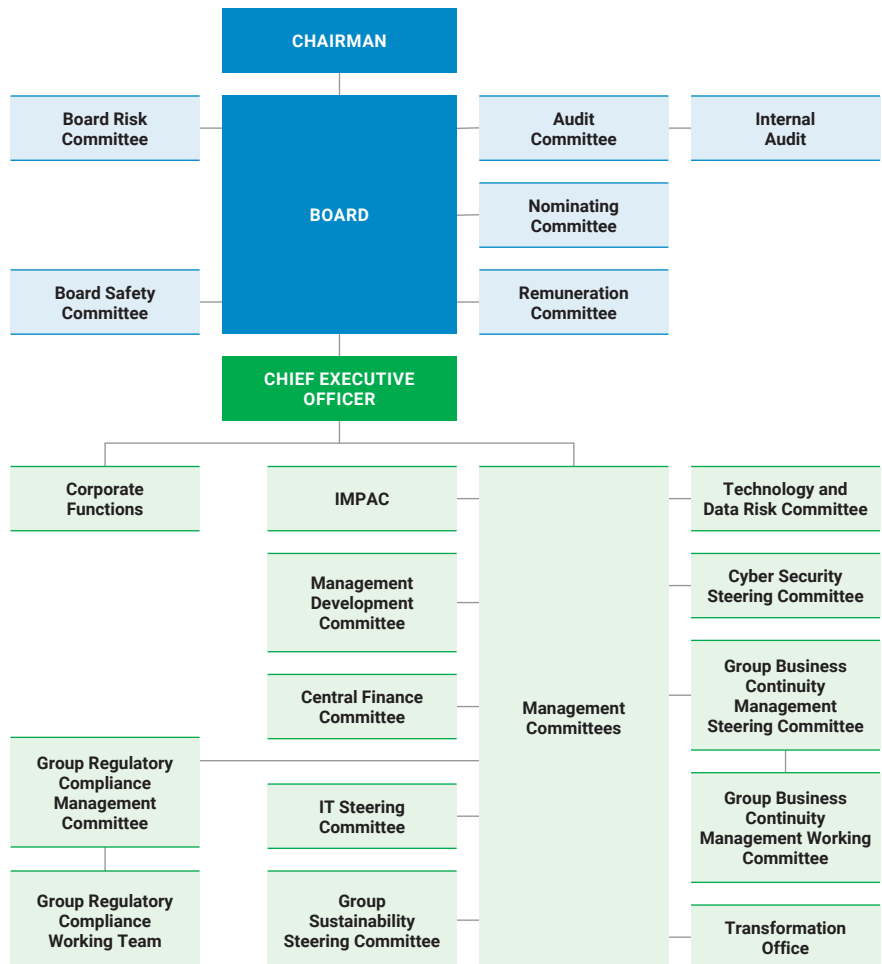 CHAIRMAN
Board Risk
Committee
BOARD
Audit
Committee
Internal
Audit
Nominating
Committee
Board Safety
Committee
Remuneration
Committee
CHIEF EXECUTIVE
OFFICER
Corporate
Functions
IMPAC
Management
Development
Committee
Central Finance
Committee
Group Regulatory
Compliance
Management
Committee
Group Regulatory
Compliance
Working Team
IT Steering
Committee
Group
Sustainability
Steering Committee
Management
Committees
Technology and
Data Risk Committee
Cyber Security
Steering Committee
Group Business
Continuity
Management
Steering Committee
Group Business
Continuity
Management Working
Committee
Transformation
Office